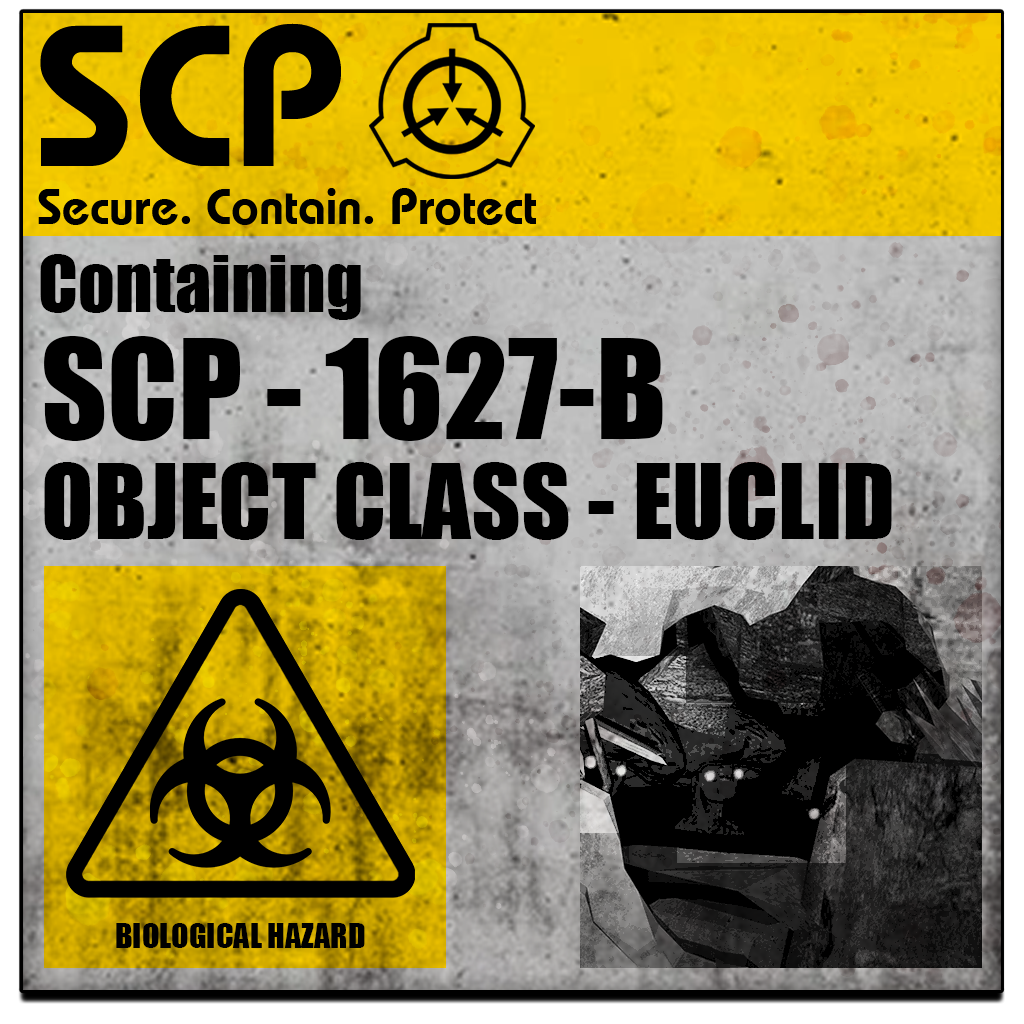 SCP
Secure. Contain. Protect
Containing
SCP - 1627-B
OBJECT CLASS - EUCLID
BIOLOGICAL HAZARD